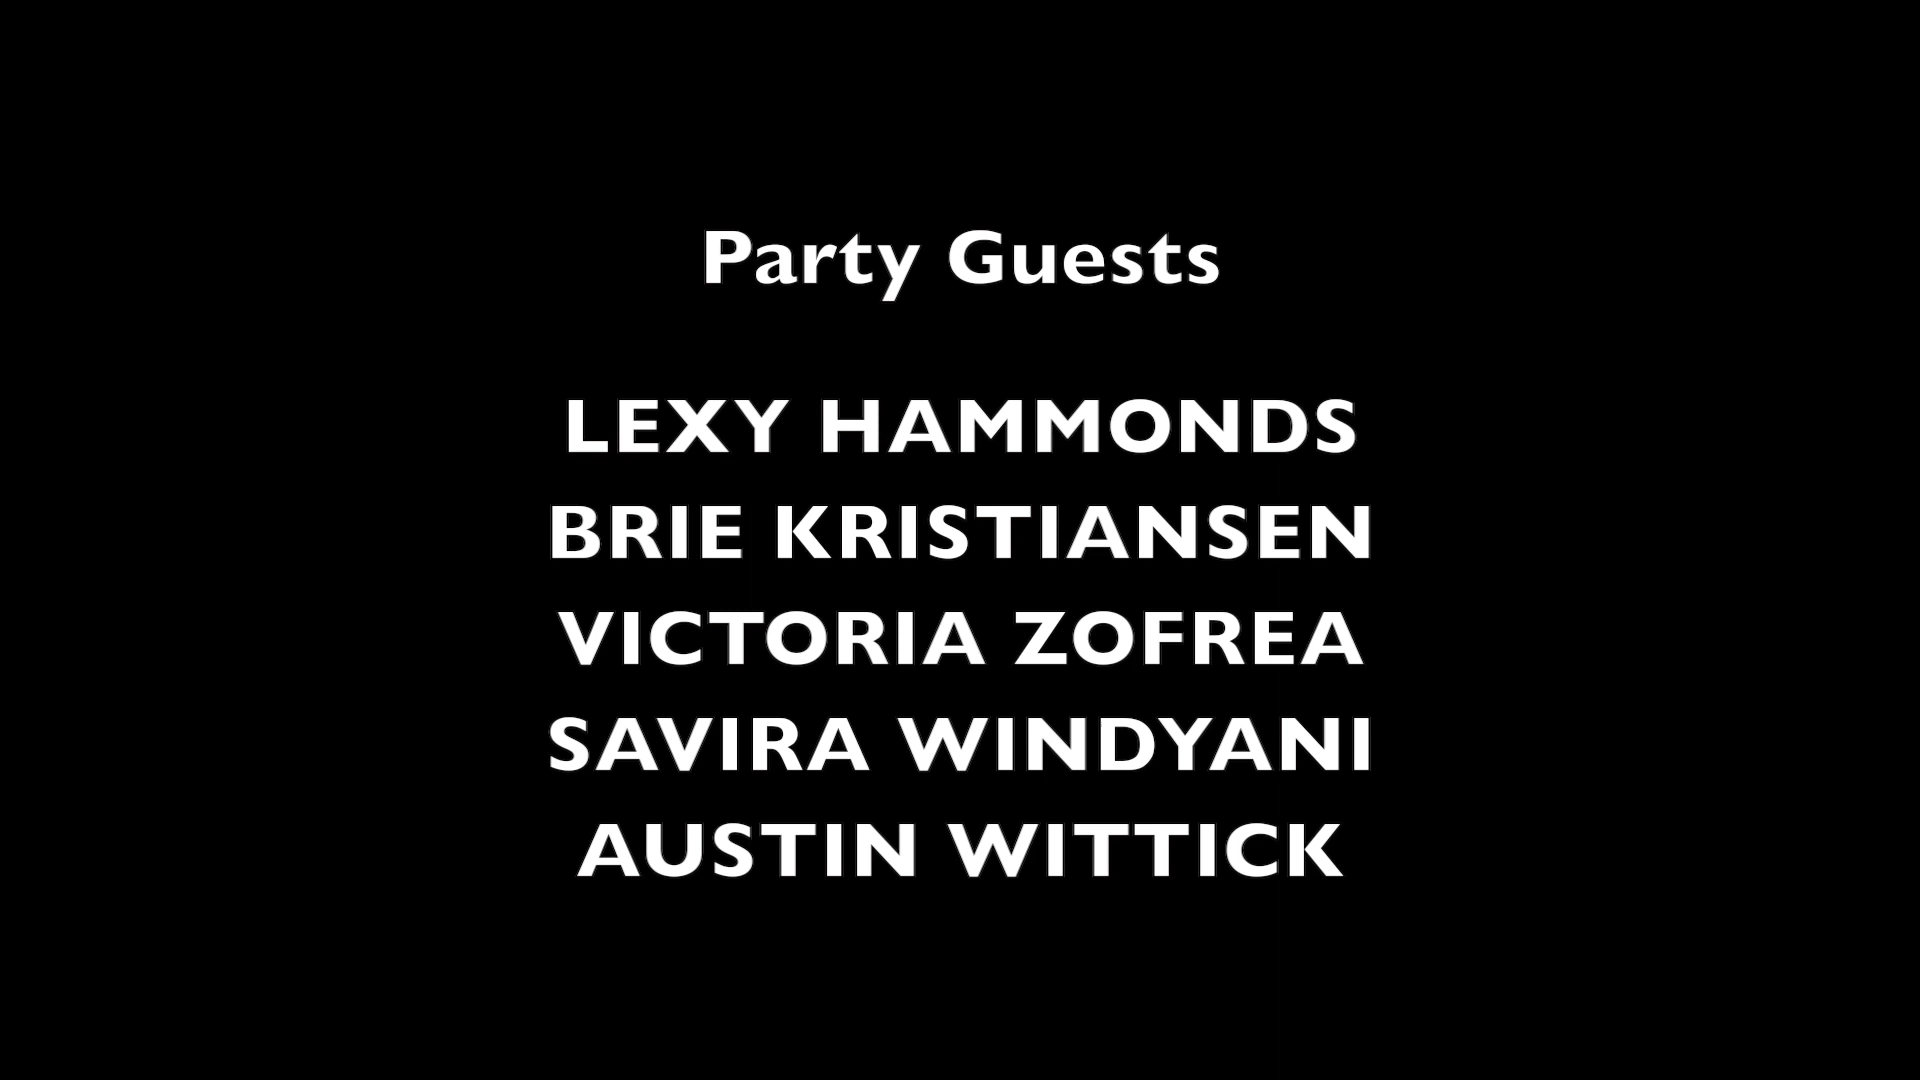 Party Guests
LEXY HAMMONDS
BRIE KRISTIANSEN
VICTORIA ZOFREA
SAVIRA WINDYANI
AUSTIN WITTICK